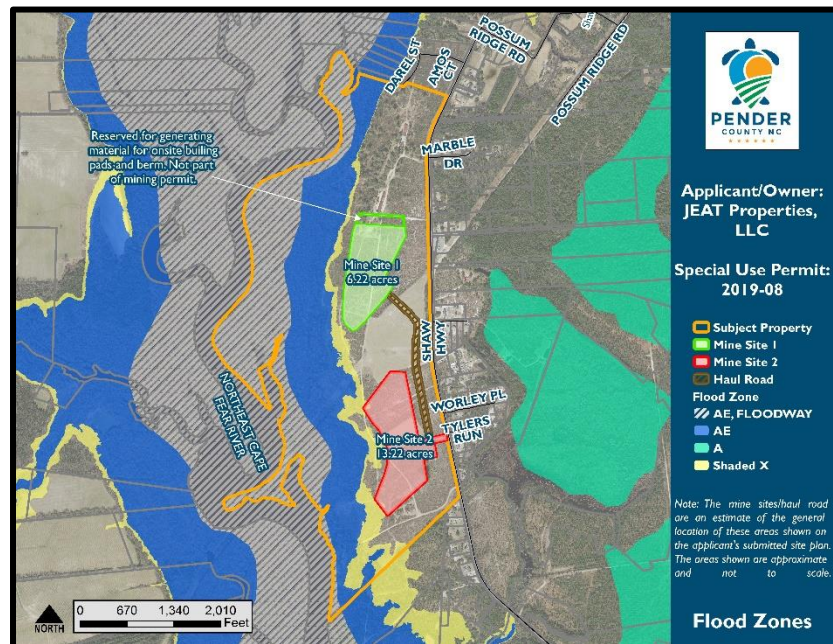 DAREL ST
AMOS
CT
POSSUM
RIDGE RD
POSSUM RIDGE RD
MARBLE
DR
Reserved for generating
material for onsite builing
pads and berm. Not part
of mining permit.
Mine Site 1
6.22 acres
SHAW
HWY
WORLEY PL
TYLERS
RUN
Mine Site 2
13.22 acres
NORTHEAST CAPE
FEAR RIVER
0 670 1,340 2,010
Feet
NORTH
PENDER
COUNTY NC
Applicant/Owner:
JEAT Properties,
LLC
Special Use Permit:
2019-08
Subject Property
Mine Site 1
Mine Site 2
Haul Road
Flood Zone
AE, FLOODWAY
AE
A
Shaded X
Note: The mine sites/haul road
are an estimate of the general
location of these areas shown on
the applicant's submitted site plan.
The areas shown are approximate
and not to scale.
Flood Zones